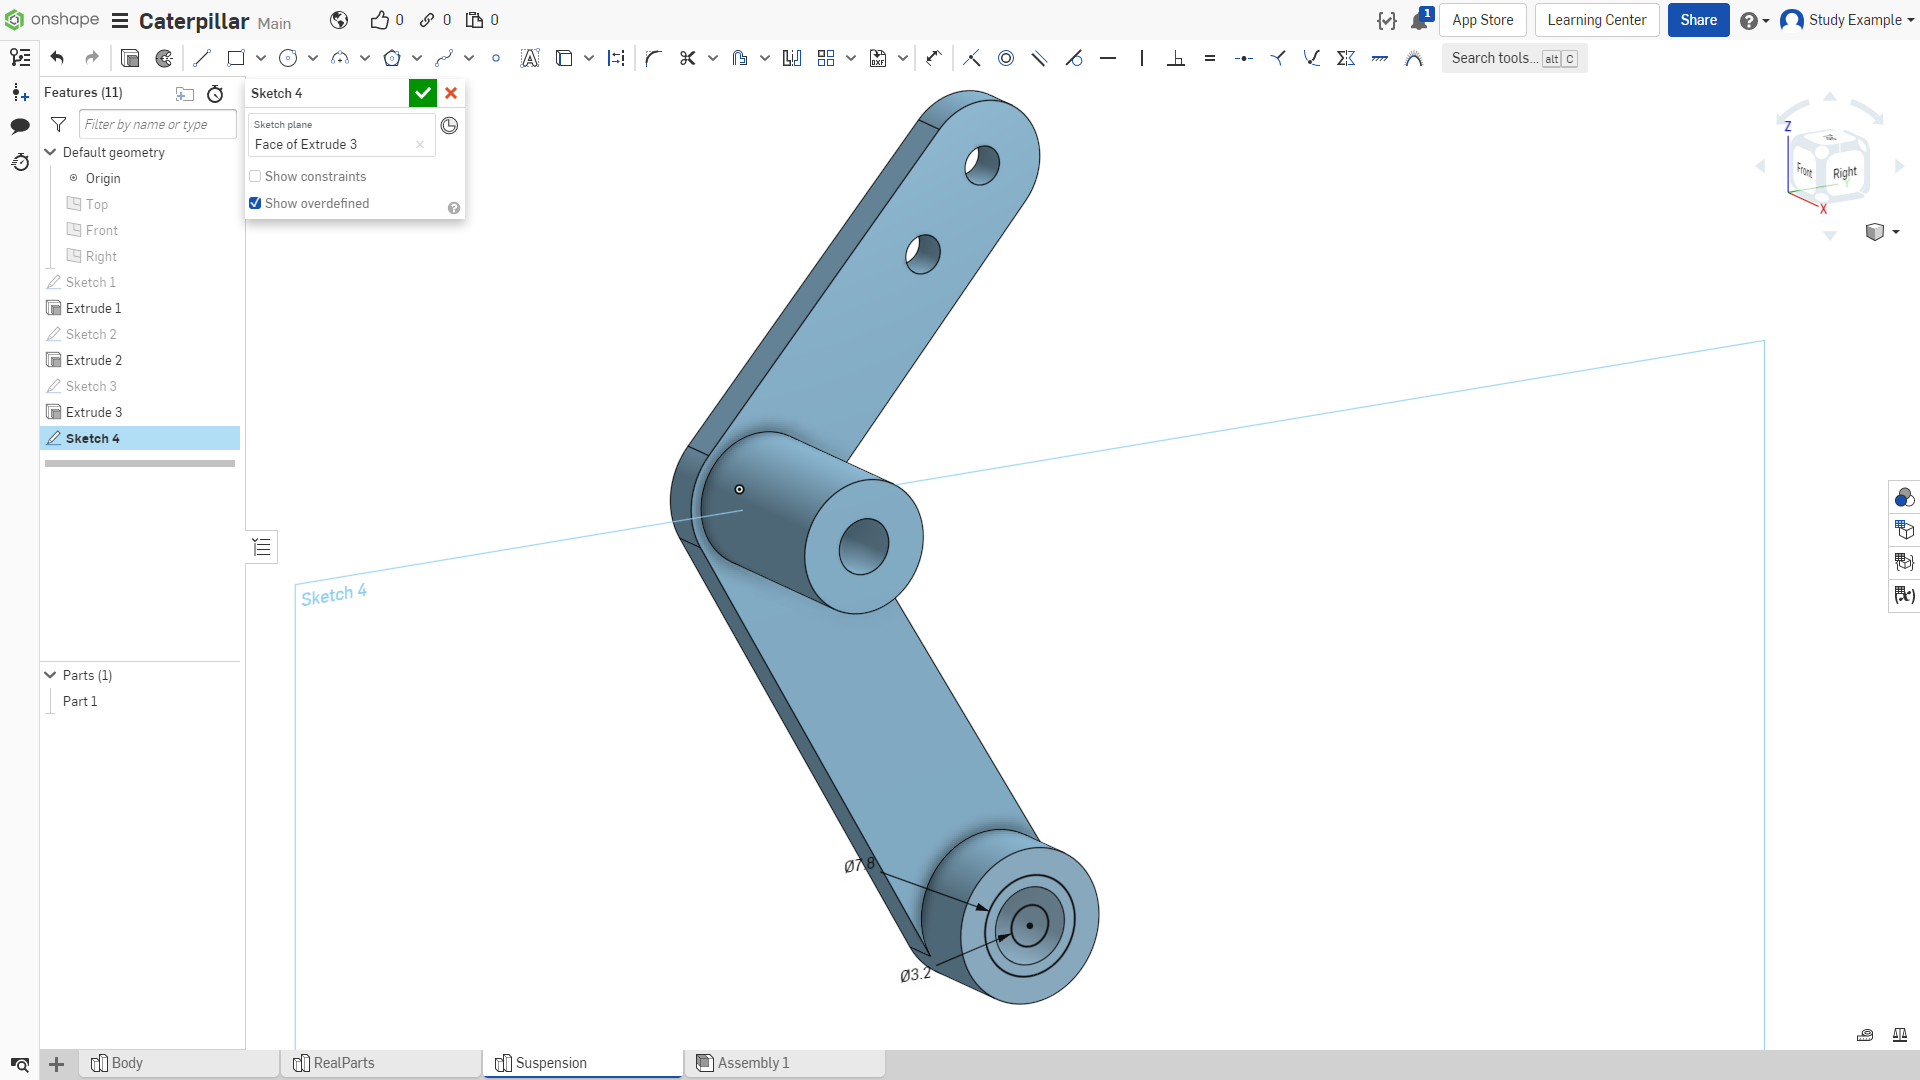 onshape
Caterpillar Main
0
0
0
1
App Store
Learning Center
Share
Study Example
Search tools... alt C
Features (11)
Filter by name or type
Default geometry
Origin
Top
Front
Right
Sketch 1
Extrude 1
Sketch 2
Extrude 2
Sketch 3
Extrude 3
Sketch 4
Parts (1)
Part 1
Sketch 4
Sketch plane
Face of Extrude 3
Show constraints
Show overdefined
Sketch 4
Ø7.8
Ø3.2
Z
Front
Right
X
Body
RealParts
Suspension
Assembly 1